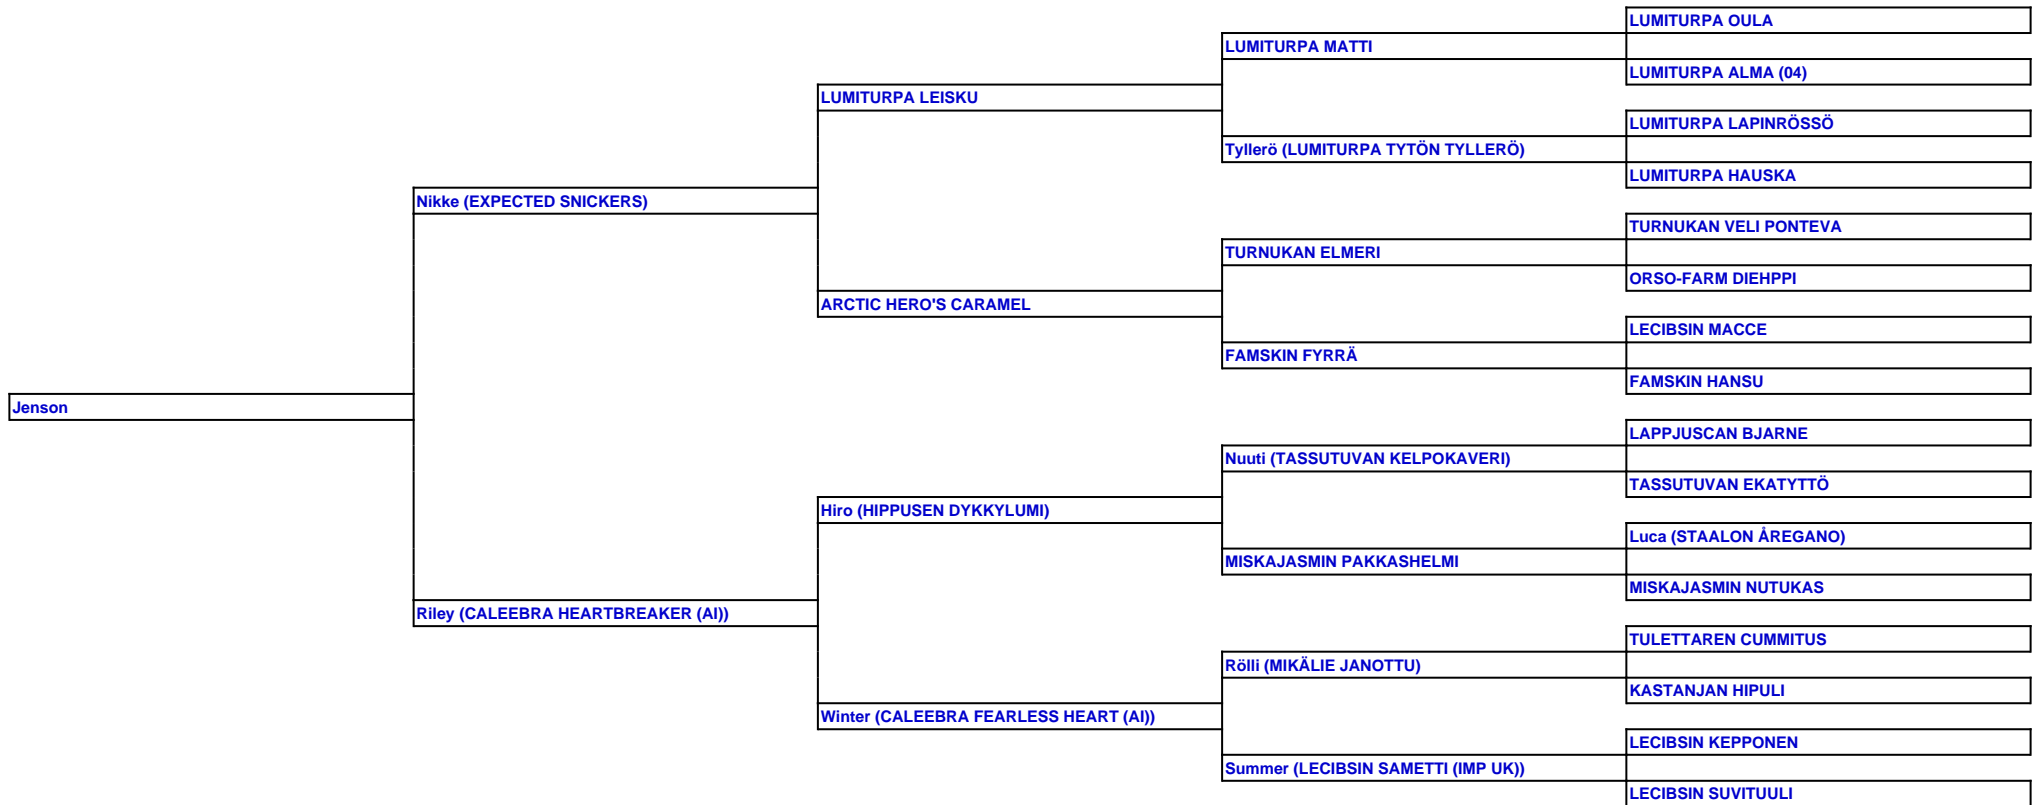 LUMITURPA OULA
LUMITURPA MATTI
LUMITURPA ALMA (04)
LUMITURPA LEISKU
LUMITURPA LAPINRÖSSÖ
Tyllerö (LUMITURPA TYTÖN TYLLERÖ)
LUMITURPA HAUSKA
Nikke (EXPECTED SNICKERS)
TURNUKAN VELI PONTEVA
TURNUKAN ELMERI
ORSO-FARM DIEHPPI
ARCTIC HERO'S CARAMEL
LECIBSIN MACCE
FAMSKIN FYRRÄ
FAMSKIN HANSU
Jenson
LAPPJUSCAN BJARNE
Nuuti (TASSUTUVAN KELPOKAVERI)
TASSUTUVAN EKATYTTÖ
Hiro (HIPPUSEN DYKKYLUMI)
Luca (STAALON ÅREGANO)
MISKAJASMIN PAKKASHELMI
MISKAJASMIN NUTUKAS
Riley (CALEEBRA HEARTBREAKER (AI))
TULETTAREN CUMMITUS
Rölli (MIKÄLIE JANOTTU)
KASTANJAN HIPULI
Winter (CALEEBRA FEARLESS HEART (AI))
LECIBSIN KEPPONEN
Summer (LECIBSIN SAMETTI (IMP UK))
LECIBSIN SUVITUULI